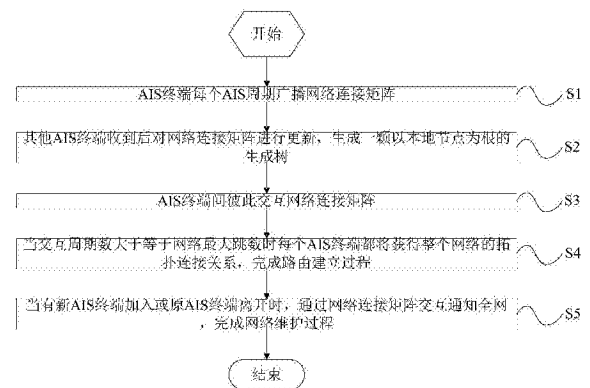 开始
AIS终端每个AIS周期广播网络连接矩阵
S1
其他AIS终端收到后对网络连接矩阵进行更新，生成一颗以本地节点为根的
生成树
S2
AIS终端间彼此交互网络连接矩阵
S3
当交互周期数大于等于网络最大跳数时每个AIS终端都将获得整个网络的拓
扑连接关系，完成路由建立过程
S4
当有新AIS终端加入或原AIS终端离开时，通过网络连接矩阵交互通知全网
，完成网络维护过程
S5
结束